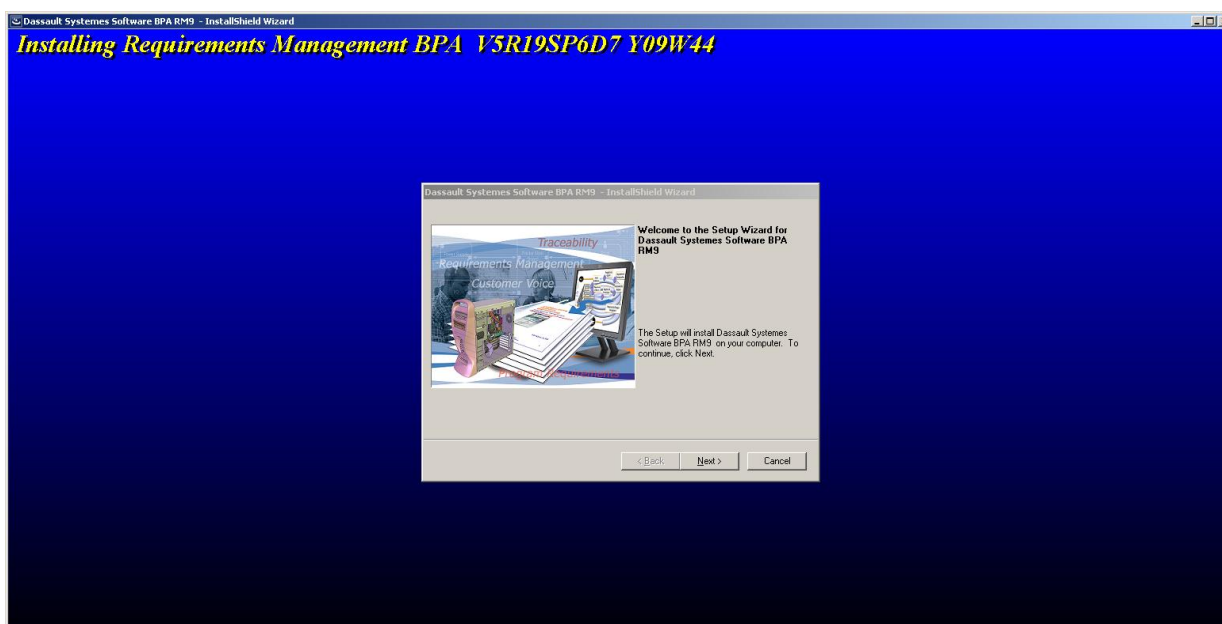 Dassault Systemes Software BPA RM9 - InstallShield Wizard
Installing Requirements Management BPA V5R19SP6D7 Y09W44
Dassault Systemes Software BPA RM9 - InstallShield Wizard
Traceability
Requirements Management
Customer Voice
Program Requirements
Welcome to the Setup Wizard for
Dassault Systemes Software BPA
RM9
The Setup will install Dassault Systemes
Software BPA RM9 on your computer. To
continue, click Next.
< Back
Next >
Cancel